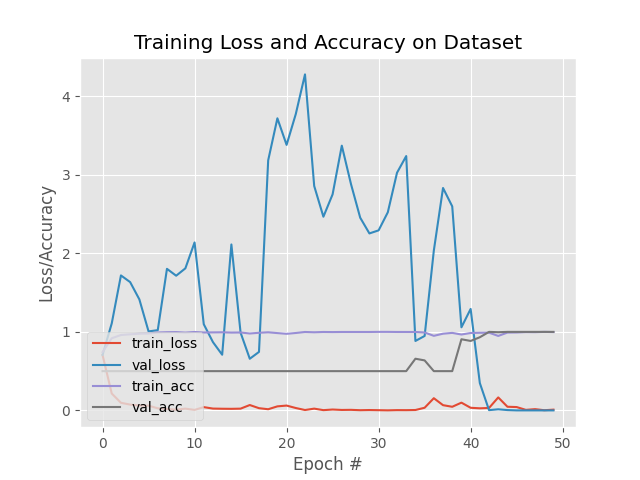 Training Loss and Accuracy on Dataset
Loss/Accuracy
4
3
2
1
0
train_loss
val_loss
train_acc
val_acc
0 10 20 30 40 50
Epoch #